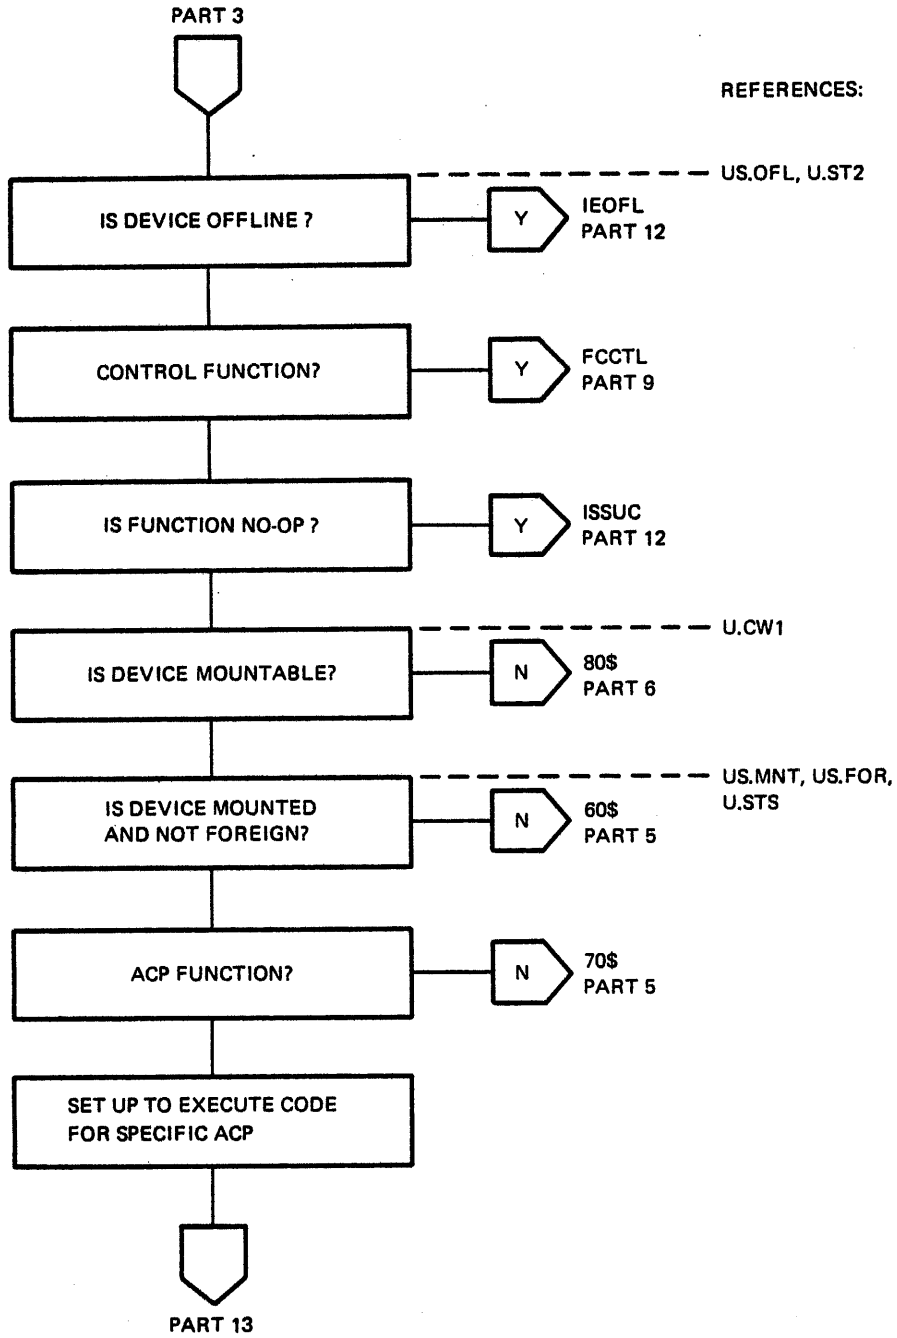 PART 3
REFERENCES:
US.OFL, U.ST2
IS DEVICE OFFLINE ?
Y
IEOFL
PART 12
CONTROL FUNCTION?
Y
FCCTL
PART 9
IS FUNCTION NO-OP ?
Y
ISSUC
PART 12
U.CW1
IS DEVICE MOUNTABLE?
N
80$
PART 6
US.MNT, US.FOR,
U.STS
IS DEVICE MOUNTED
AND NOT FOREIGN?
N
60$
PART 5
ACP FUNCTION?
N
70$
PART 5
SET UP TO EXECUTE CODE
FOR SPECIFIC ACP
PART 13